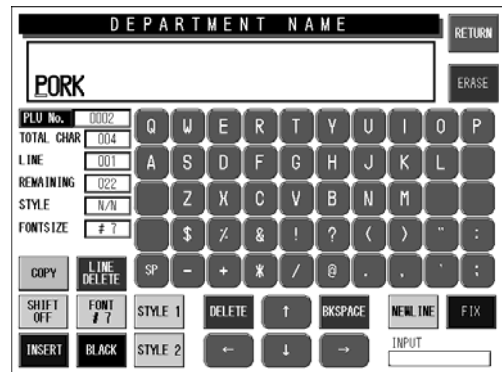 DEPARTMENT NAME
RETURN
PORK
ERASE
PLU No. 0002
TOTAL CHAR 004
LINE 001
REMAINING 022
STYLE N/N
FONTSIZE # 7
Q W E R T Y U I O P
A S D F G H J K L
Z X C V B N M
$ % & ! ? ( ) " :
COPY LINE DELETE SP - + * / @ . , ' ;
SHIFT OFF FONT # 7 STYLE 1 DELETE ↑ BKSPACE NEWLINE FIX
INSERT BLACK STYLE 2 ← ↓ → INPUT